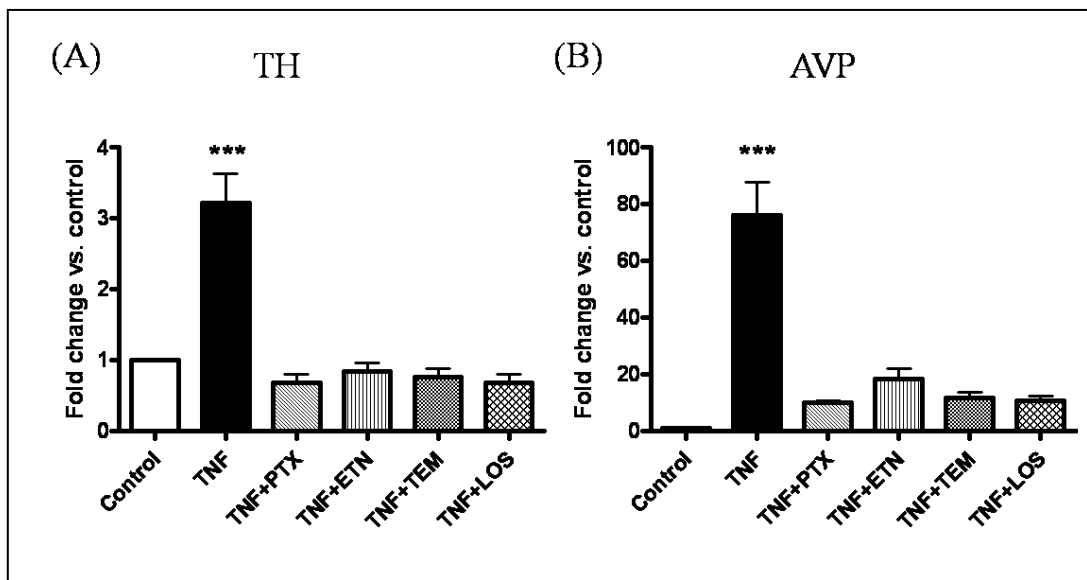 (A) TH
Fold change vs. control
4
3
2
1
0
***
Control
TNF
TNF+PTX
TNF+ETN
TNF+TEM
TNF+LOS
(B) AVP
Fold change vs. control
100
80
60
40
20
0
***
Control
TNF
TNF+PTX
TNF+ETN
TNF+TEM
TNF+LOS